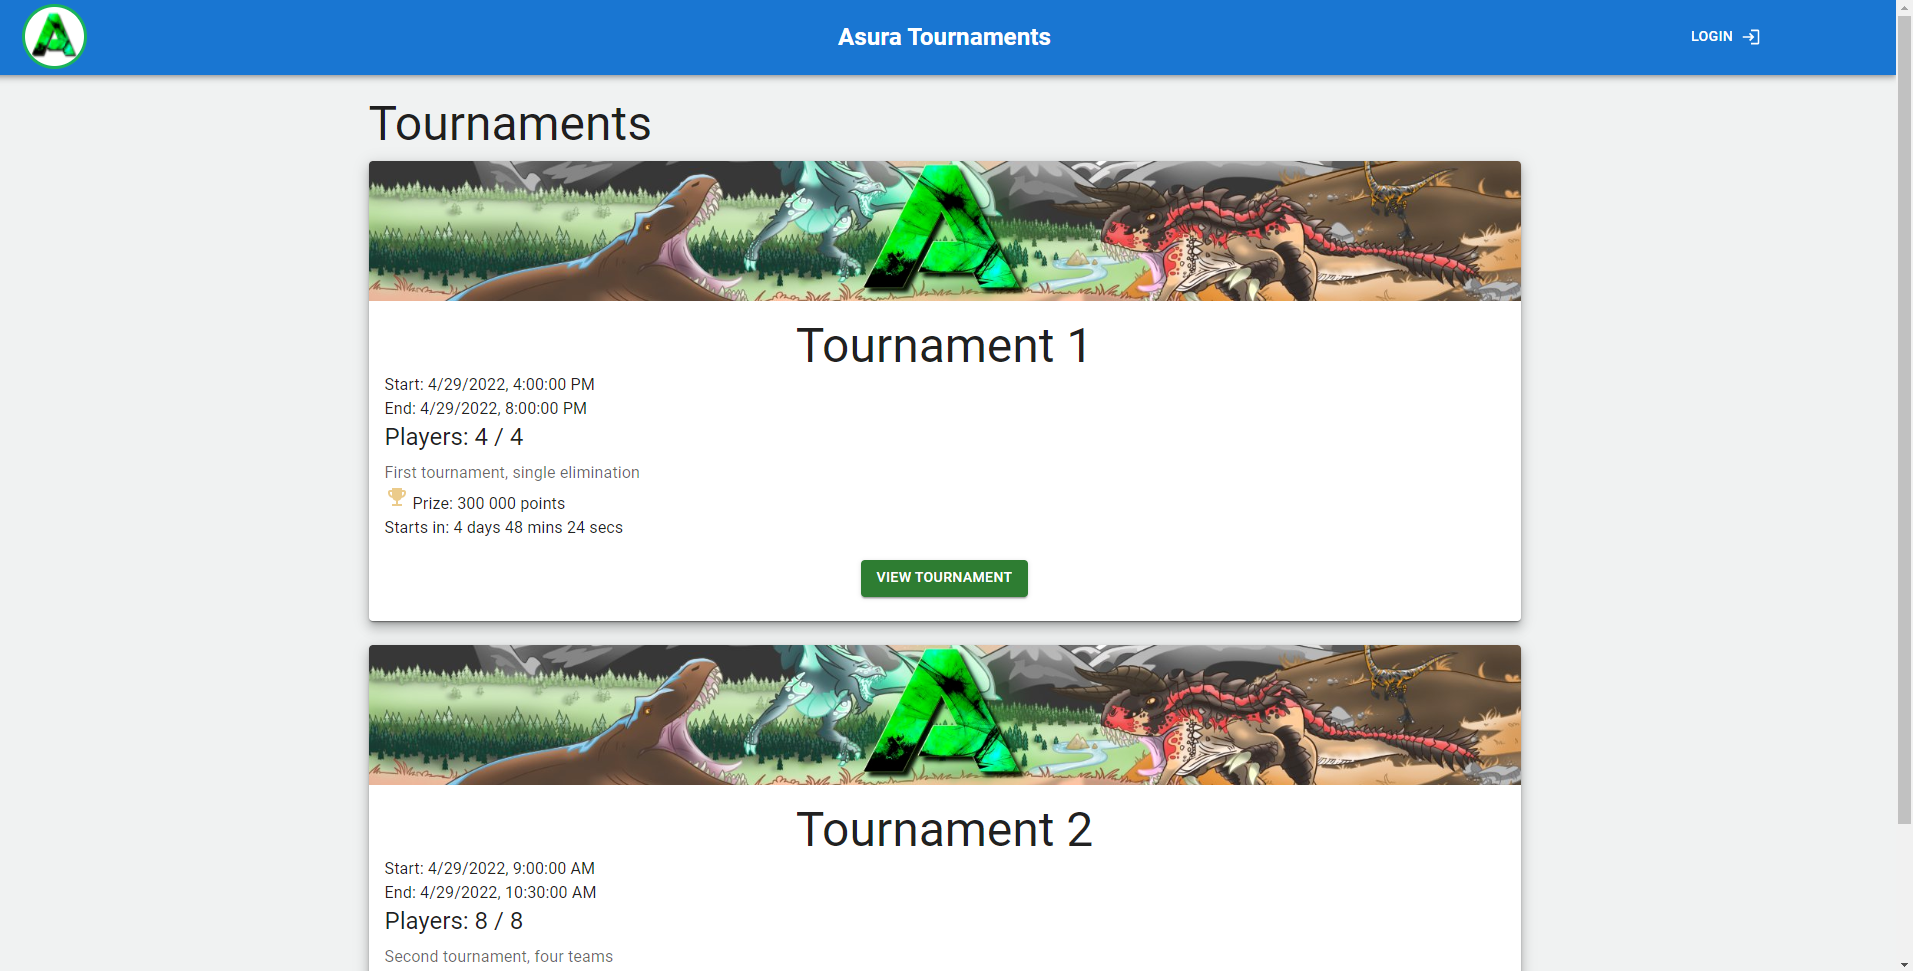 Asura Tournaments
LOGIN
Tournaments
Tournament 1
Start: 4/29/2022, 4:00:00 PM
End: 4/29/2022, 8:00:00 PM
Players: 4 / 4
First tournament, single elimination
Prize: 300 000 points
Starts in: 4 days 48 mins 24 secs
VIEW TOURNAMENT
Tournament 2
Start: 4/29/2022, 9:00:00 AM
End: 4/29/2022, 10:30:00 AM
Players: 8 / 8
Second tournament, four teams